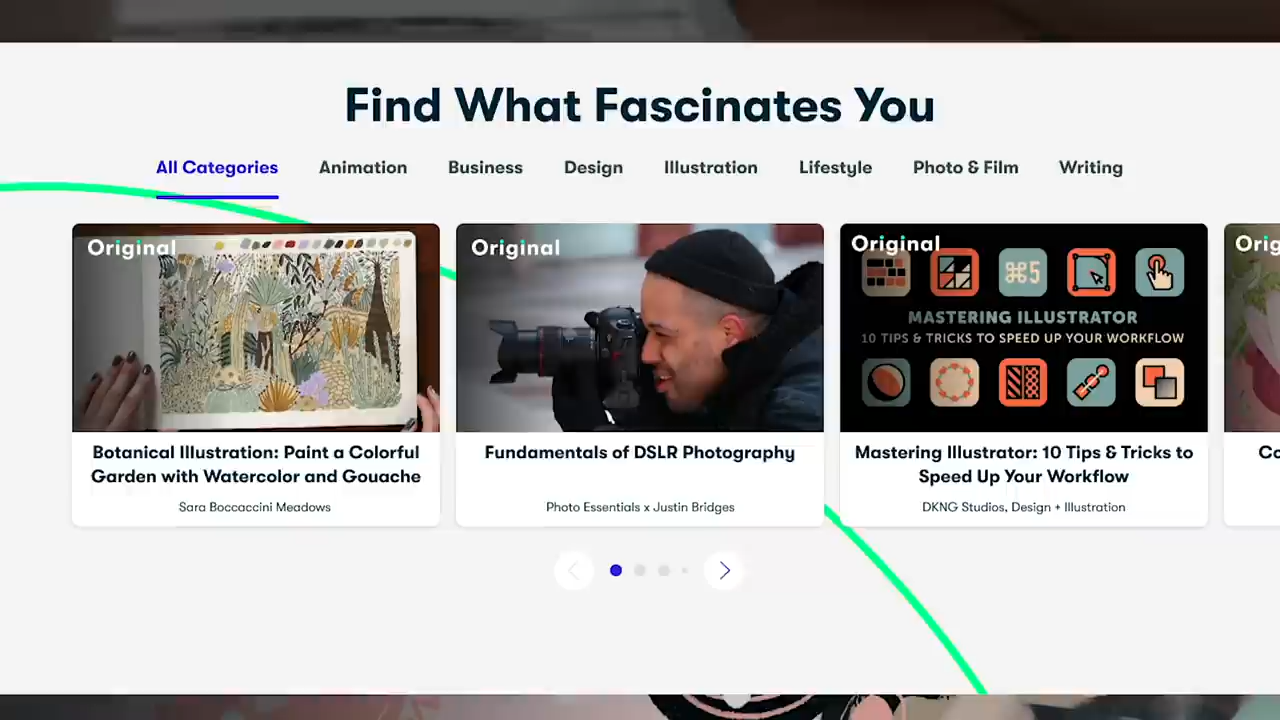 Find What Fascinates You
All Categories Animation Business Design Illustration Lifestyle Photo & Film Writing
Original
Botanical Illustration: Paint a Colorful
Garden with Watercolor and Gouache
Sara Boccaccini Meadows
Original
Fundamentals of DSLR Photography
Photo Essentials x Justin Bridges
Original
⌘5
MASTERING ILLUSTRATOR
10 TIPS & TRICKS TO SPEED UP YOUR WORKFLOW
Mastering Illustrator: 10 Tips & Tricks to
Speed Up Your Workflow
DKNG Studios, Design + Illustration
Orig
Co